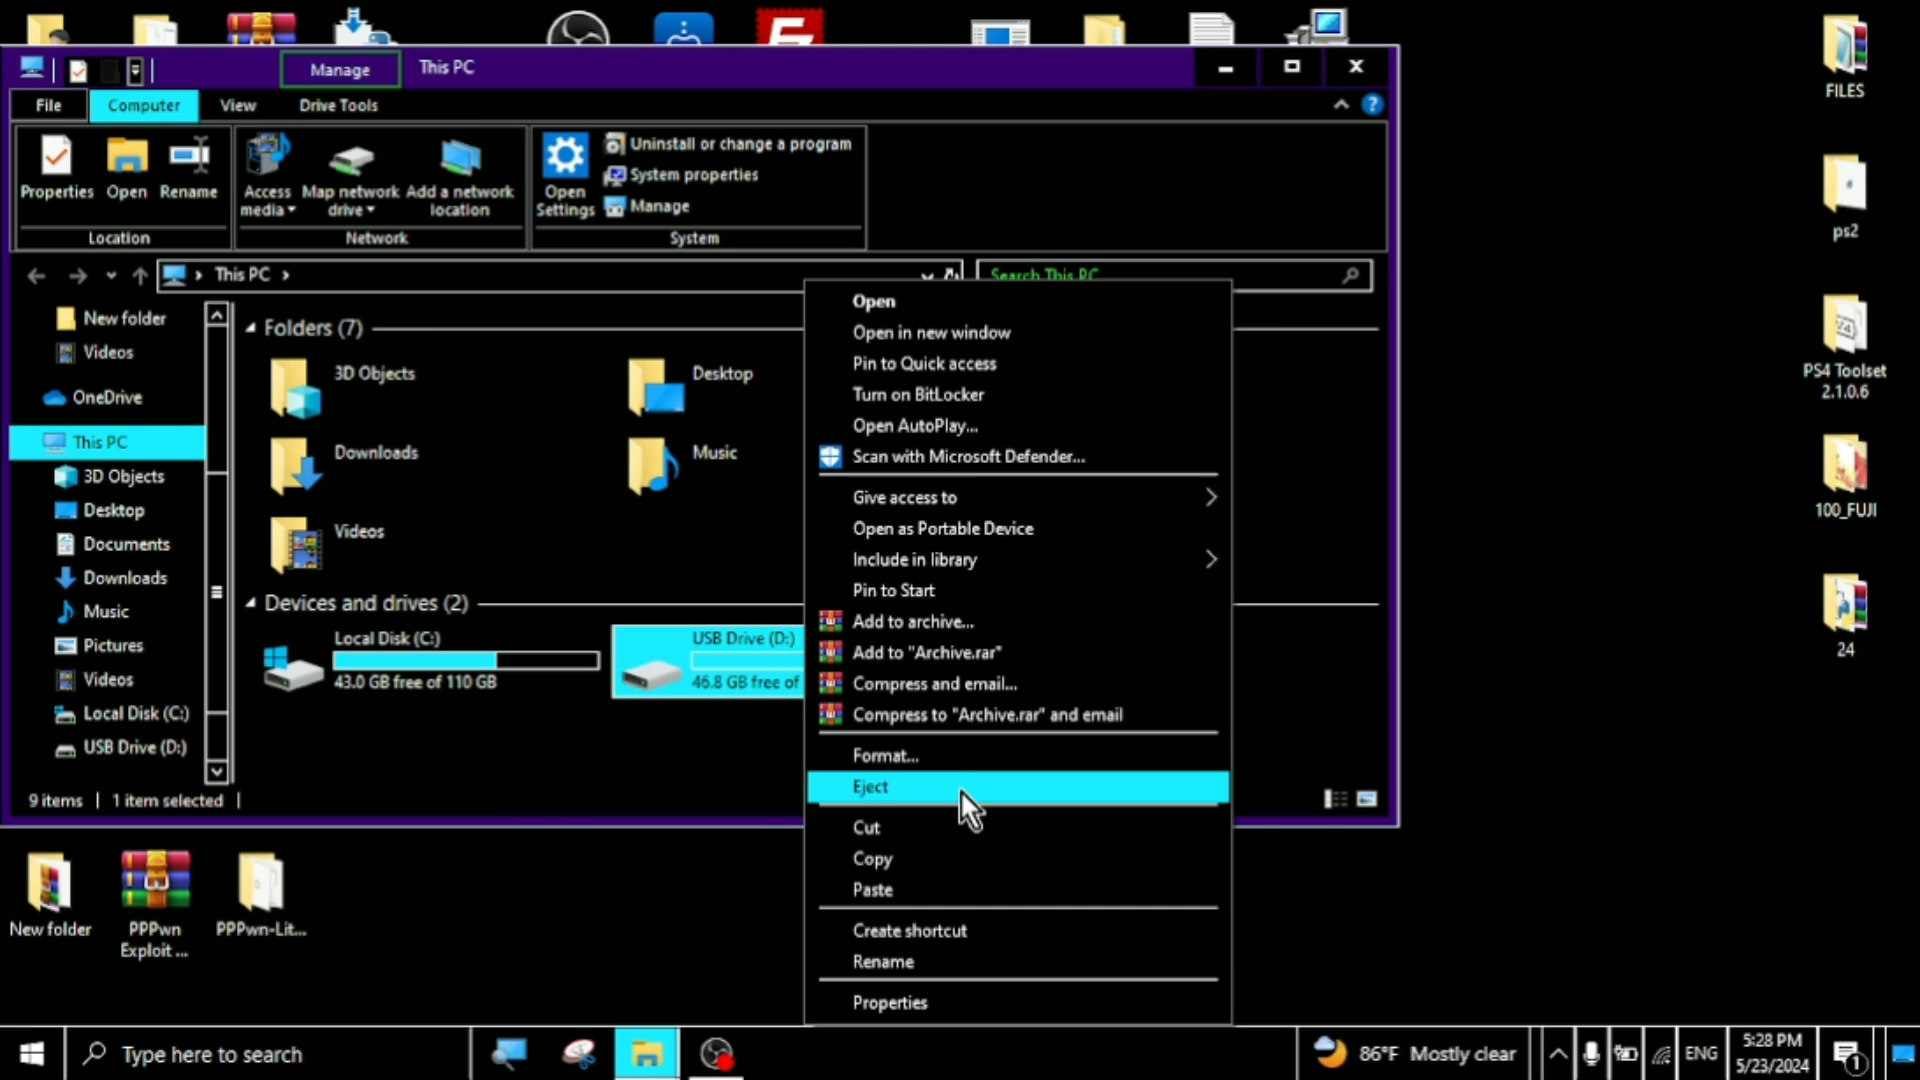 Manage
This PC
File
Computer
View
Drive Tools
Properties
Open
Rename
Access media
Map network drive
Add a network location
Open Settings
Uninstall or change a program
System properties
Manage
Location
Network
System
This PC
Search This PC
New folder
Videos
OneDrive
This PC
3D Objects
Desktop
Documents
Downloads
Music
Pictures
Videos
Local Disk (C:)
USB Drive (D:)
Folders (7)
3D Objects
Desktop
Downloads
Music
Videos
Devices and drives (2)
Local Disk (C:)
43.0 GB free of 110 GB
USB Drive (D:)
46.8 GB free of
9 items
1 item selected
Open
Open in new window
Pin to Quick access
Turn on BitLocker
Open AutoPlay...
Scan with Microsoft Defender...
Give access to
Open as Portable Device
Include in library
Pin to Start
Add to archive...
Add to "Archive.rar"
Compress and email...
Compress to "Archive.rar" and email
Format...
Eject
Cut
Copy
Paste
Create shortcut
Rename
Properties
FILES
ps2
PS4 Toolset
2.1.0.6
100_FUJI
24
New folder
PPPwn
Exploit ...
PPPwn-Lit...
Type here to search
86°F Mostly clear
ENG
5:28 PM
5/23/2024
1